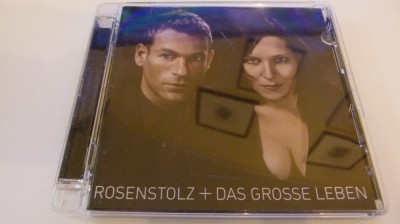 ROSENSTOLZ + DAS GROSSE LEBEN